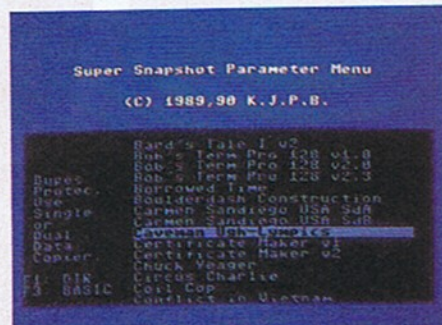 Super Snapshot Parameter Menu
(C) 1989,90 K.J.P.B.
Bard's Tale I v2
Bob's Term Pro 128 v1.0
Bob's Term Pro 128 v2.0
Bob's Term Pro 128 v2.3
Borrowed Time
Boulderdash Construction
Carmen Sandiego USA SdA
Carmen Sandiego USA SdB
Caveman Ugh-Lympics
Certificate Maker v1
Certificate Maker v2
Chuck Yeager
Circus Charlie
Coil Cop
Conflict in Vietnam
Dupes
Protec.
Use
Single
or
Dual
Data
Copier
F1: DIR
F3 BASIC